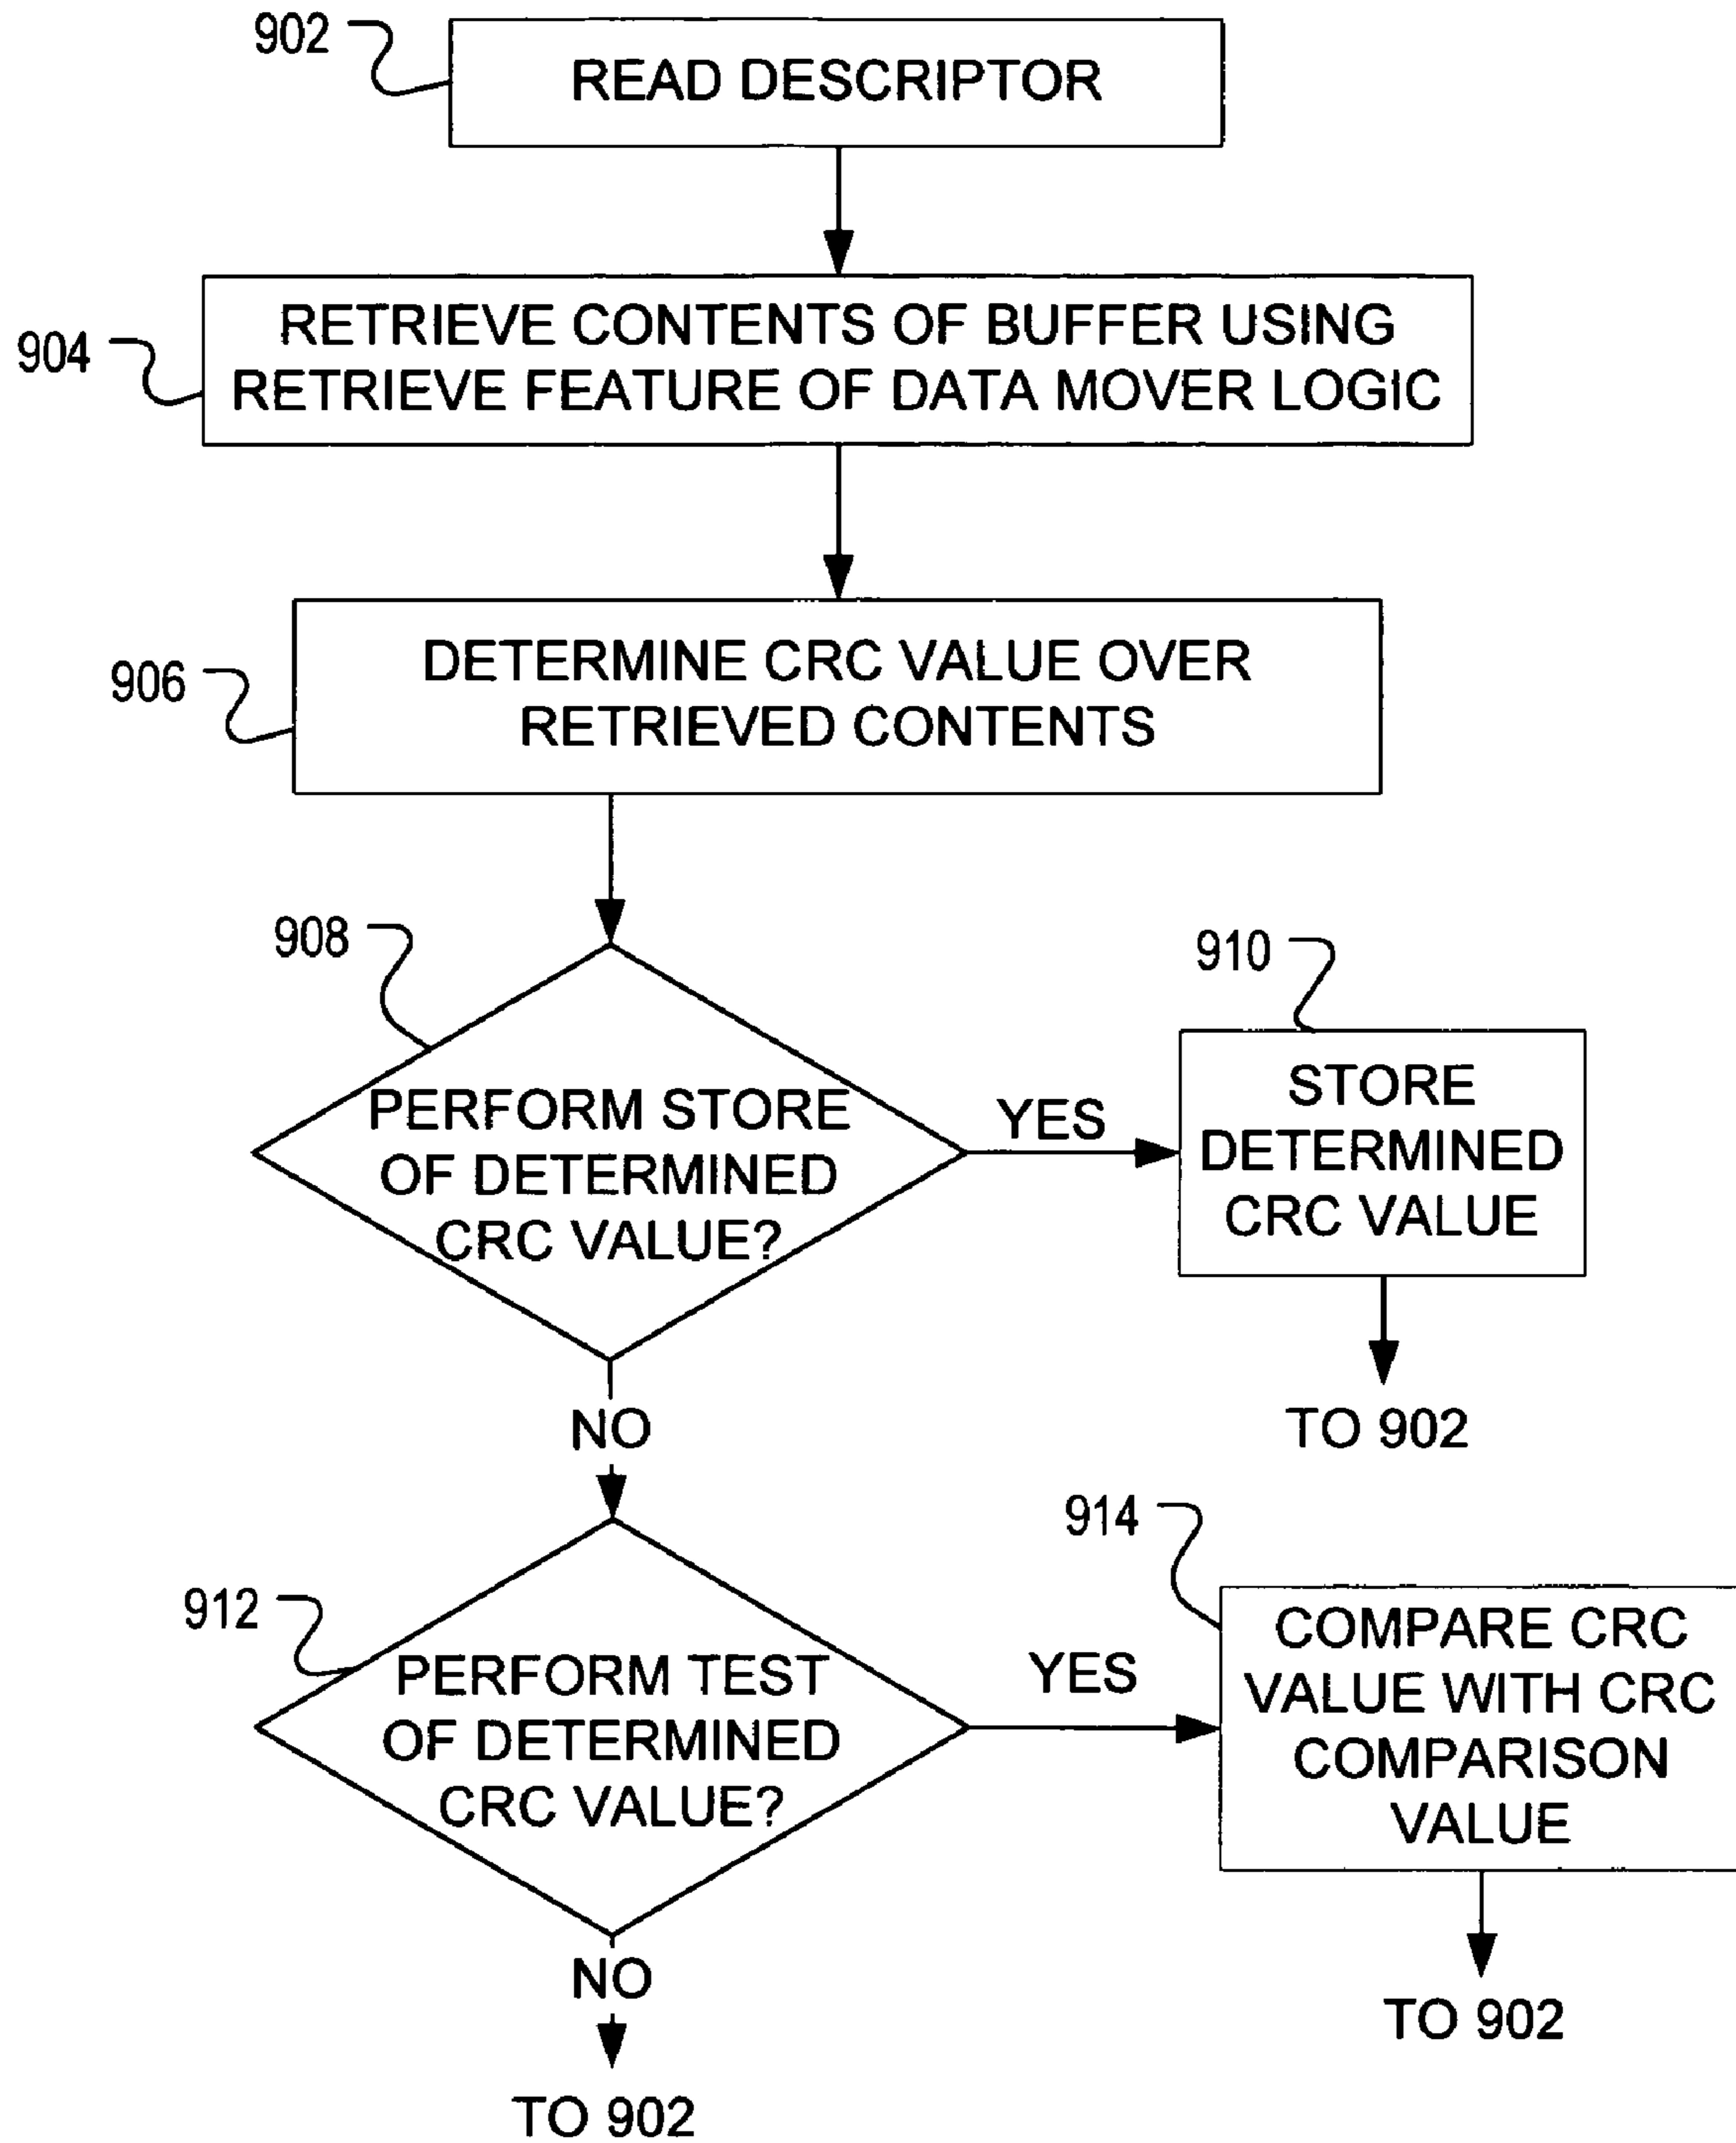 902
READ DESCRIPTOR
904
RETRIEVE CONTENTS OF BUFFER USING
RETRIEVE FEATURE OF DATA MOVER LOGIC
906
DETERMINE CRC VALUE OVER
RETRIEVED CONTENTS
908
PERFORM STORE
OF DETERMINED
CRC VALUE?
YES
910
STORE
DETERMINED
CRC VALUE
TO 902
NO
912
PERFORM TEST
OF DETERMINED
CRC VALUE?
YES
914
COMPARE CRC
VALUE WITH CRC
COMPARISON
VALUE
TO 902
NO
TO 902